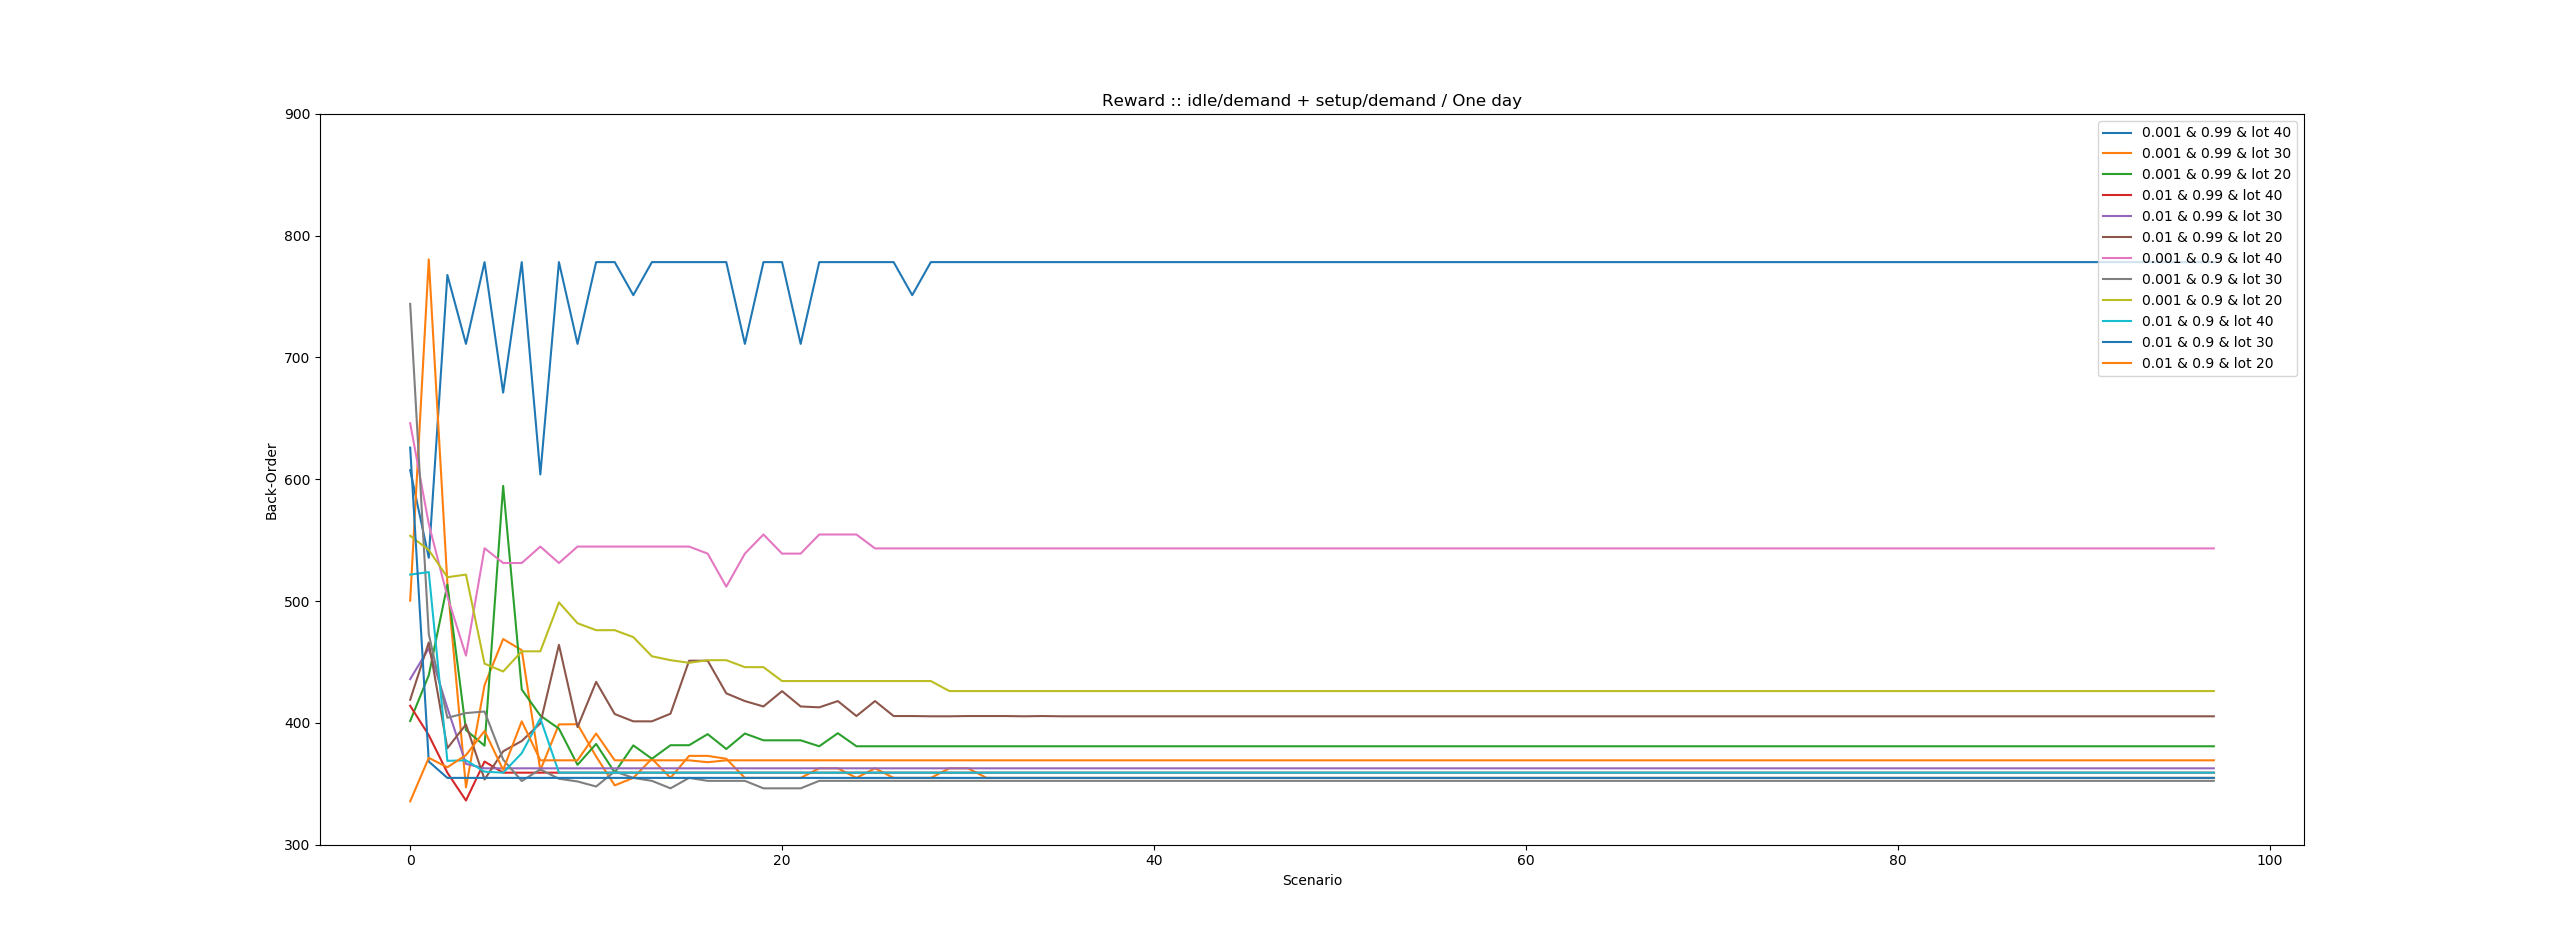 Reward :: idle/demand + setup/demand / One day
900
800
700
600
500
400
300
Back-Order
0.001 & 0.99 & lot 40
0.001 & 0.99 & lot 30
0.001 & 0.99 & lot 20
0.01 & 0.99 & lot 40
0.01 & 0.99 & lot 30
0.01 & 0.99 & lot 20
0.001 & 0.9 & lot 40
0.001 & 0.9 & lot 30
0.001 & 0.9 & lot 20
0.01 & 0.9 & lot 40
0.01 & 0.9 & lot 30
0.01 & 0.9 & lot 20
0 20 40 60 80 100
Scenario